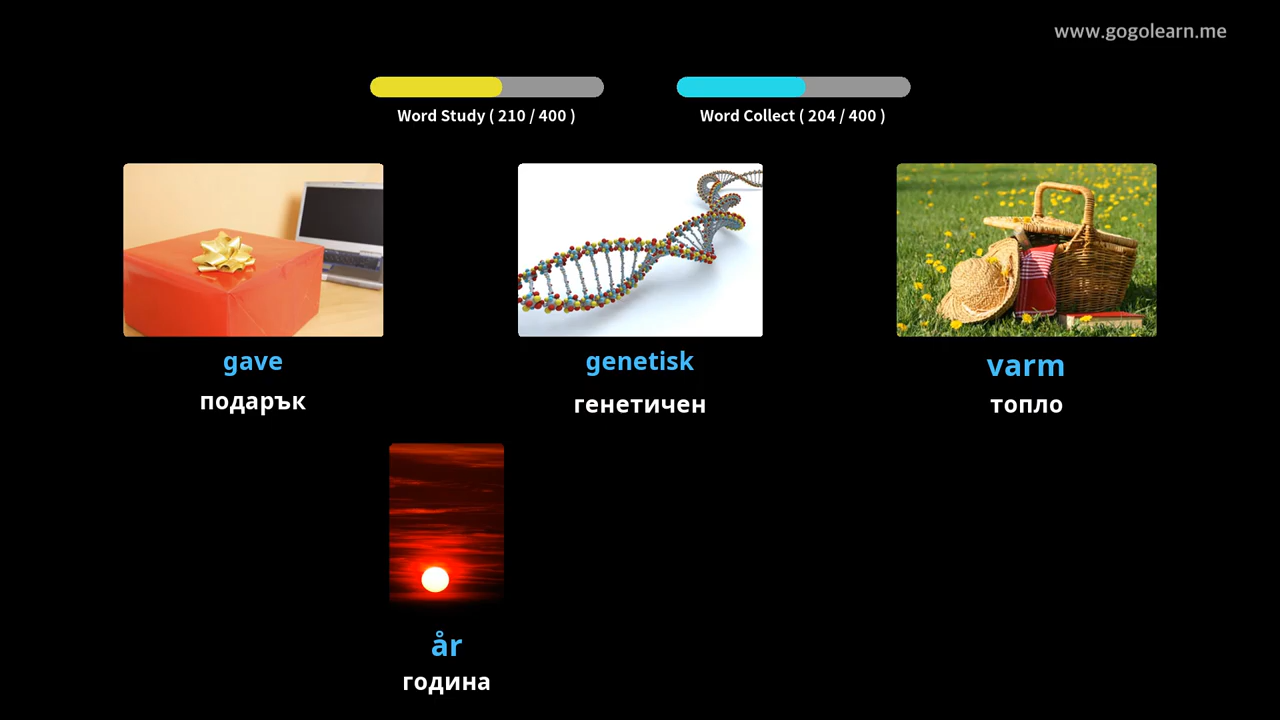 www.gogolearn.me
Word Study ( 210 / 400 )
Word Collect ( 204 / 400 )
gave
подарък
genetisk
генетичен
varm
топло
år
година